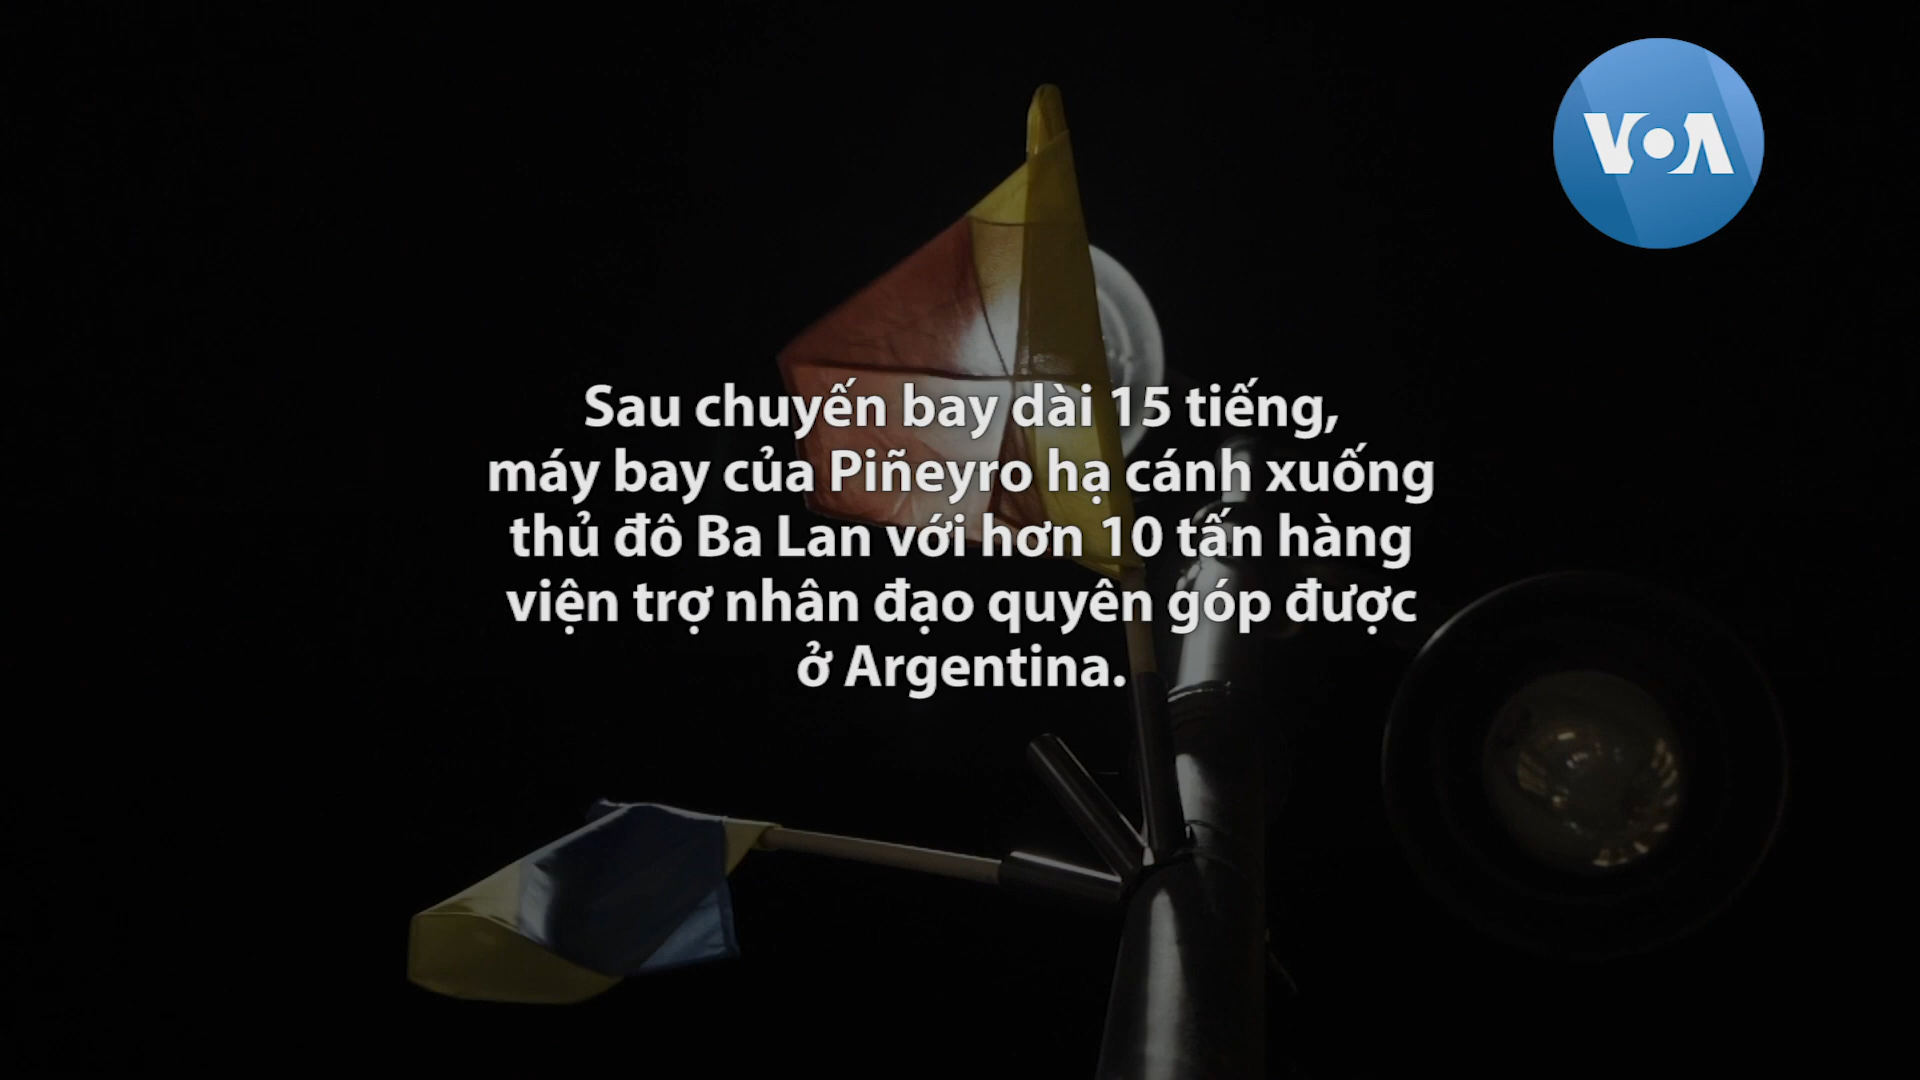 VOA
Sau chuyến bay dài 15 tiếng,
máy bay của Piñeyro hạ cánh xuống
thủ đô Ba Lan với hơn 10 tấn hàng
viện trợ nhân đạo quyên góp được
ở Argentina.